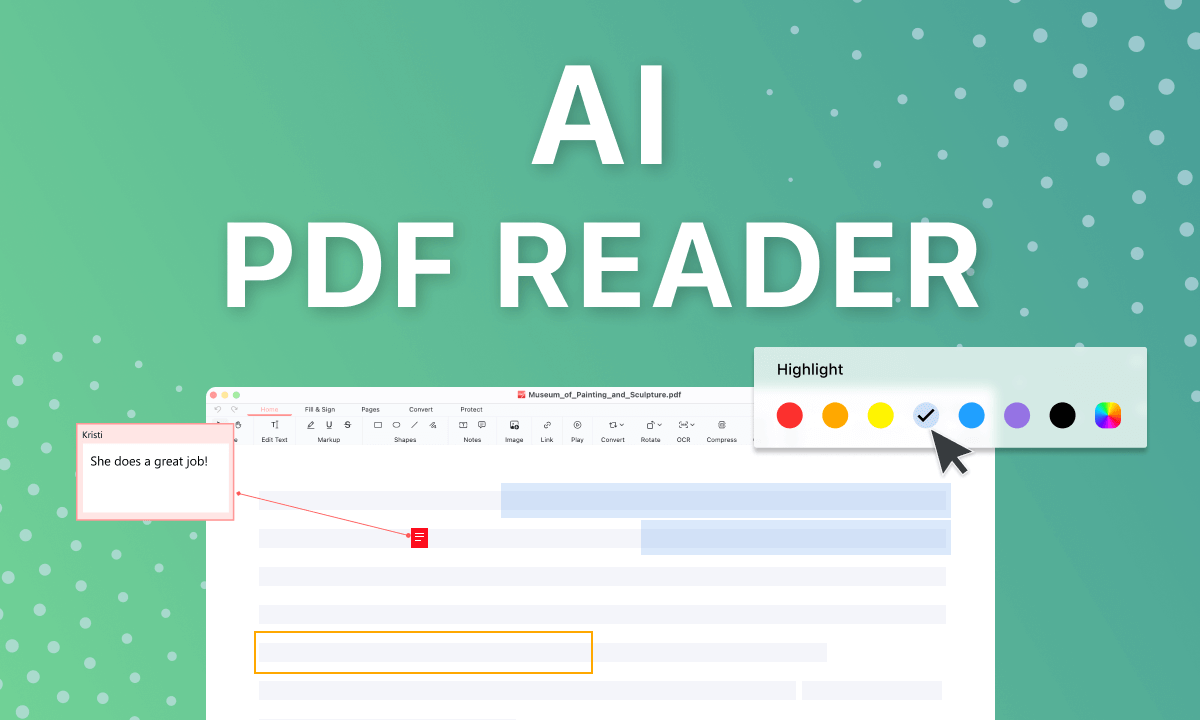 AI
PDF READER
Highlight
Museum_of_Painting_and_Sculpture.pdf
Home Fill & Sign Pages Convert Protect
Edit Text Markup Shapes Notes Image Link Play Convert Rotate OCR Compress
Kristi
She does a great job!